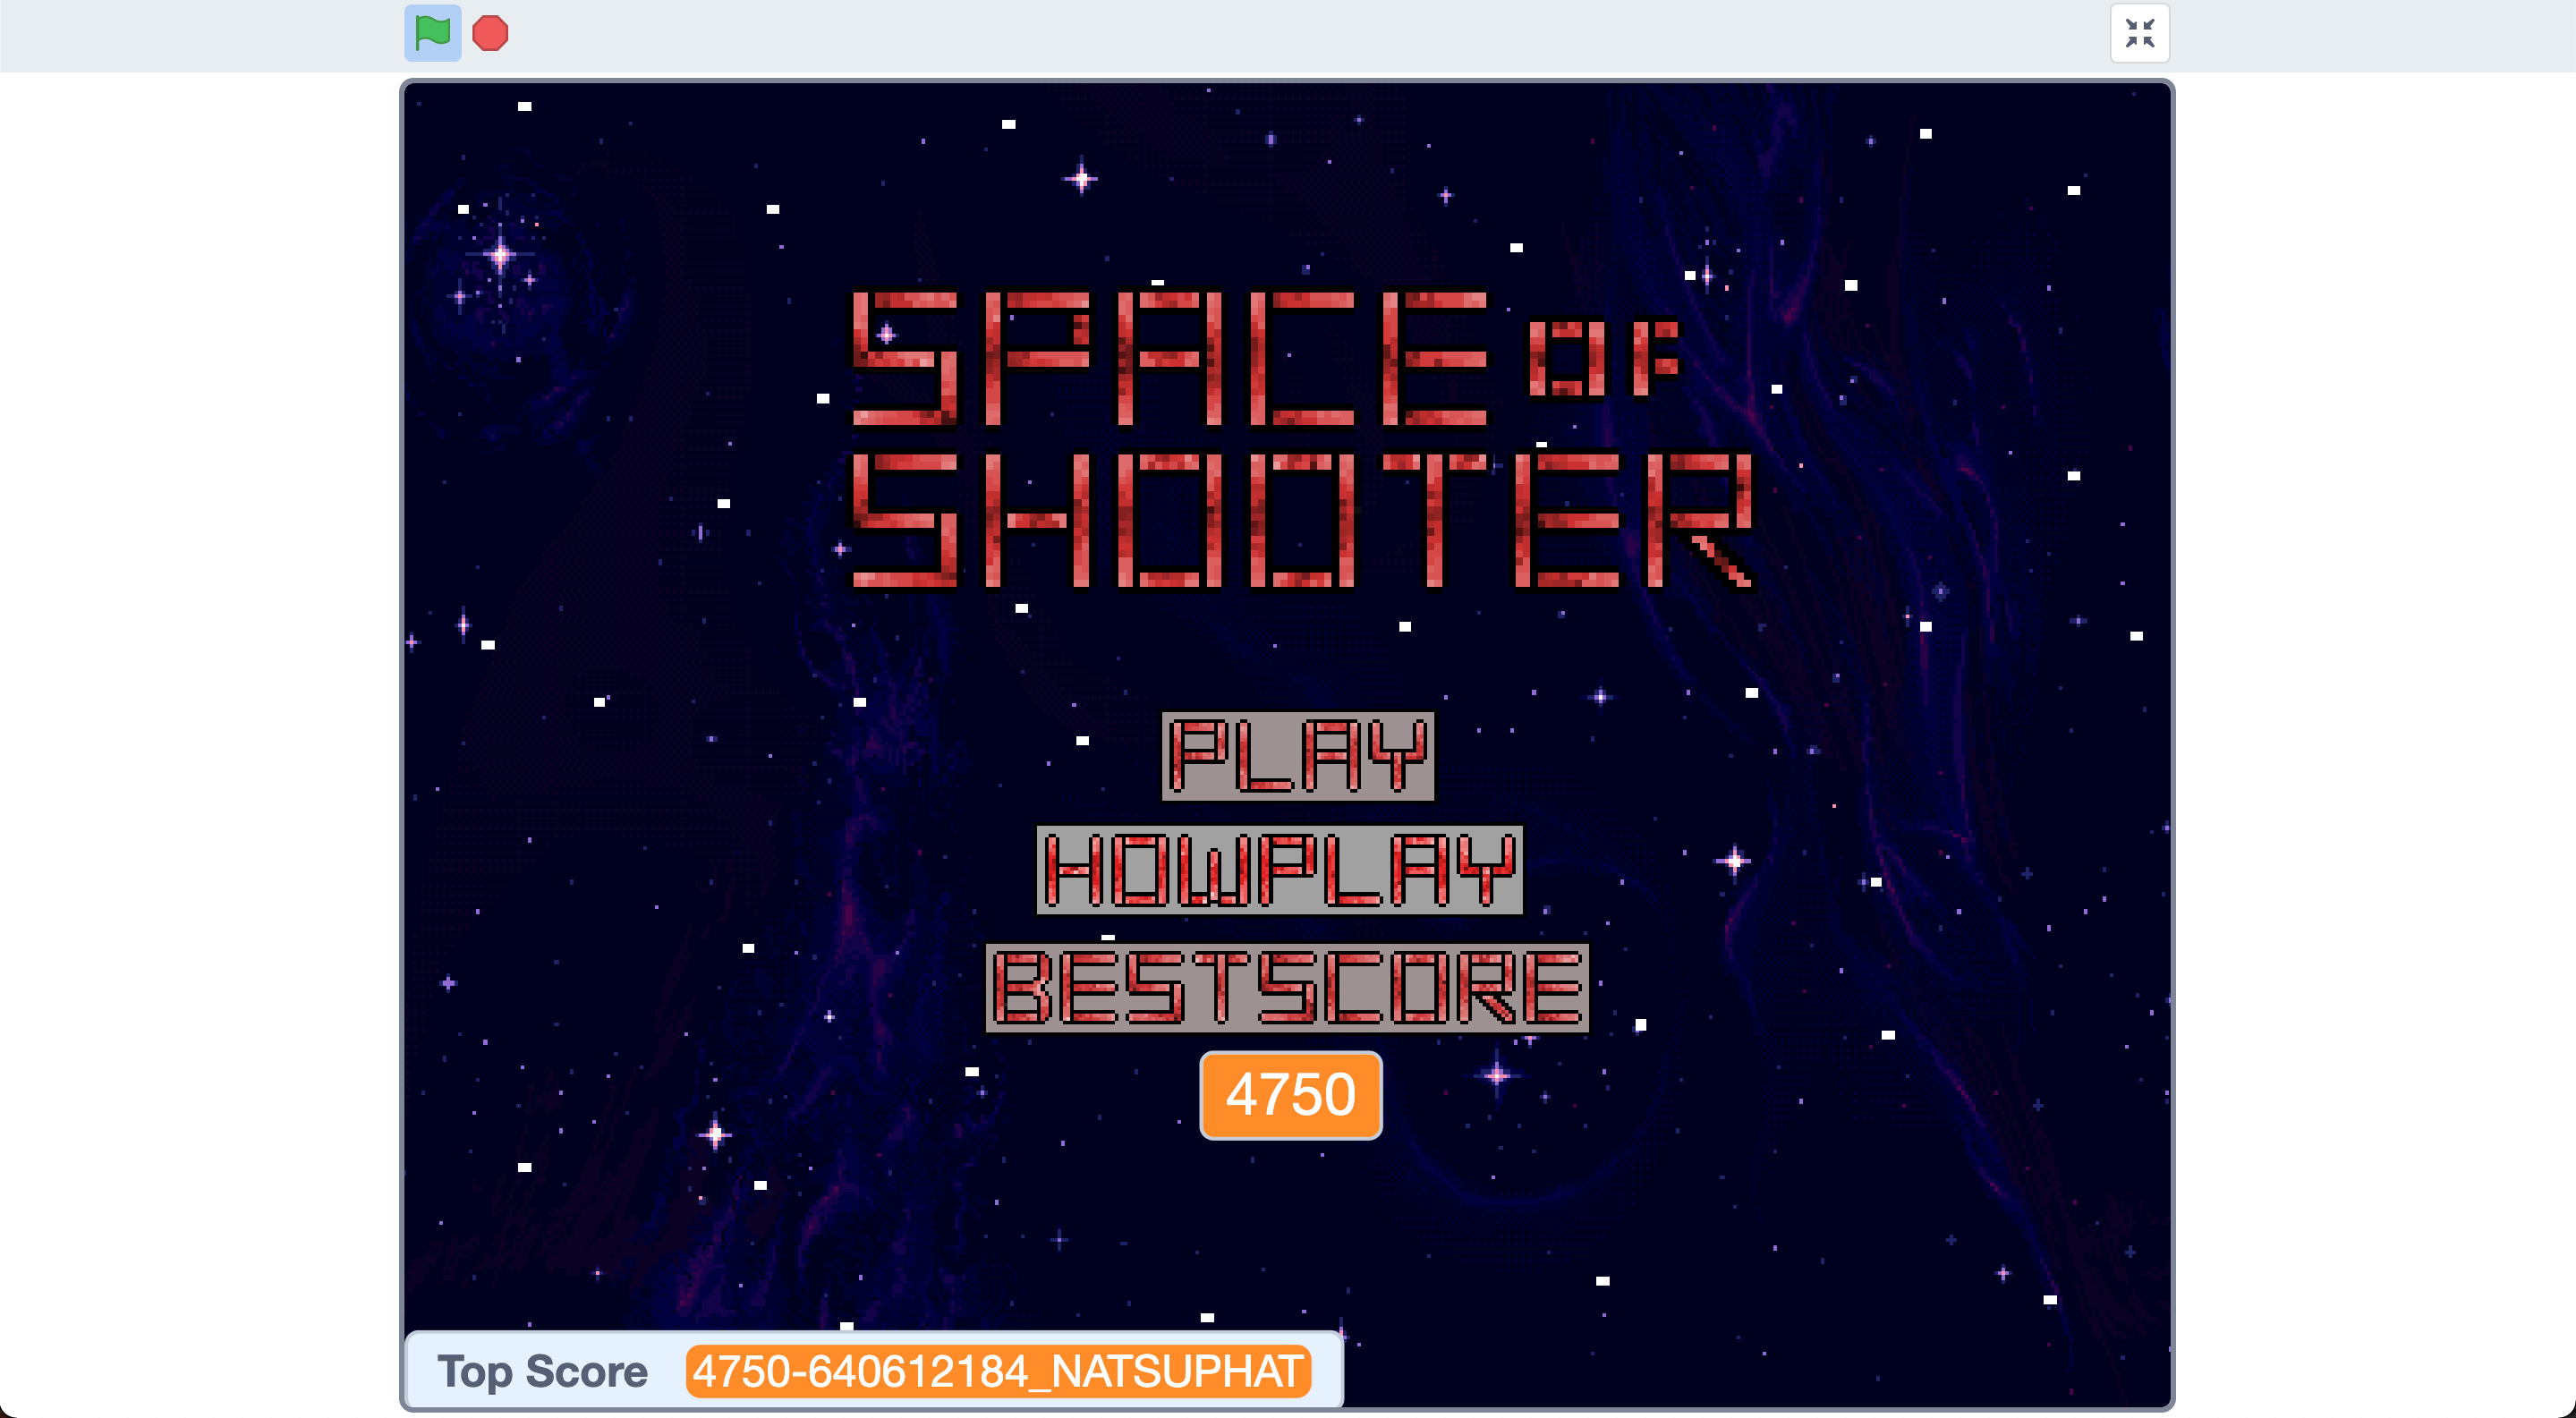 SPACE OF
SHOOTER
PLAY
HOWPLAY
BESTSCORE
4750
Top Score 4750-640612184_NATSUPHAT